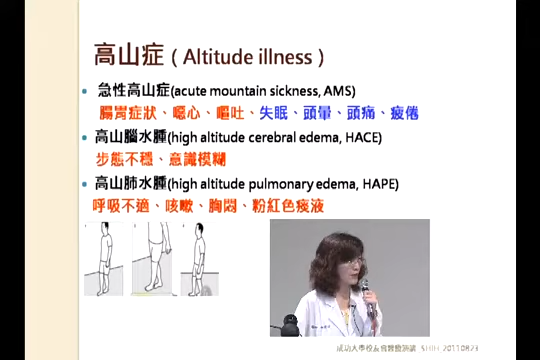 高山症 ( Altitude illness )
• 急性高山症(acute mountain sickness, AMS)
腸胃症狀、噁心、嘔吐、失眠、頭暈、頭痛、疲倦
• 高山腦水腫(high altitude cerebral edema, HACE)
步態不穩、意識模糊
• 高山肺水腫(high altitude pulmonary edema, HAPE)
呼吸不適、咳嗽、胸悶、粉紅色痰液
成功大學校友會
20110823